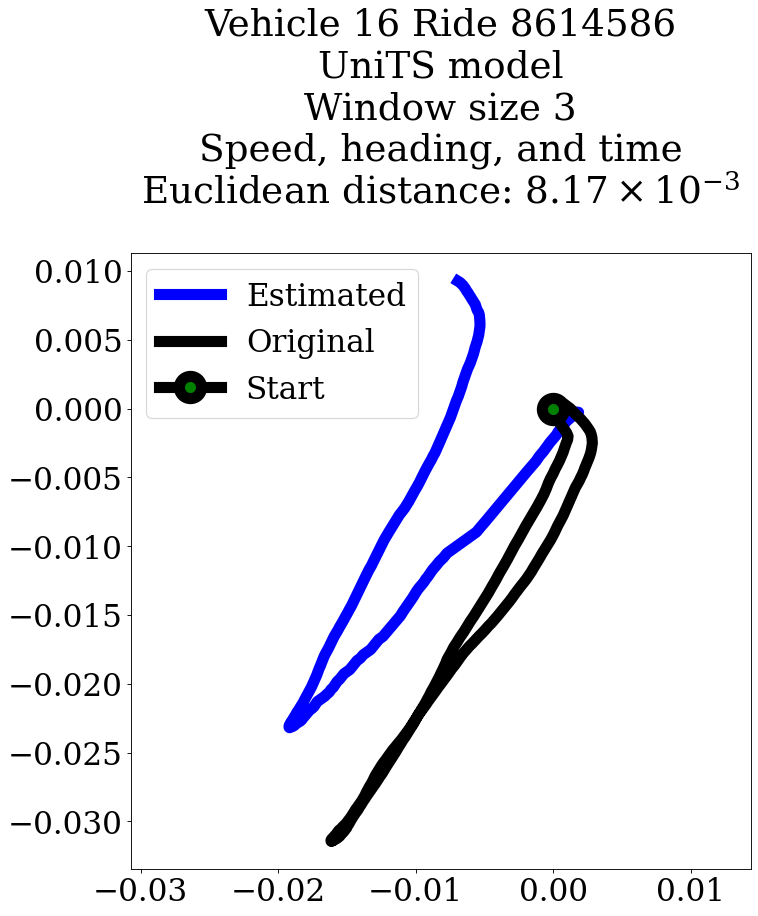 Vehicle 16 Ride 8614586
UniTS model
Window size 3
Speed, heading, and time
Euclidean distance: 8.17 × 10⁻³
Estimated
Original
Start
0.010
0.005
0.000
−0.005
−0.010
−0.015
−0.020
−0.025
−0.030
−0.03 −0.02 −0.01 0.00 0.01